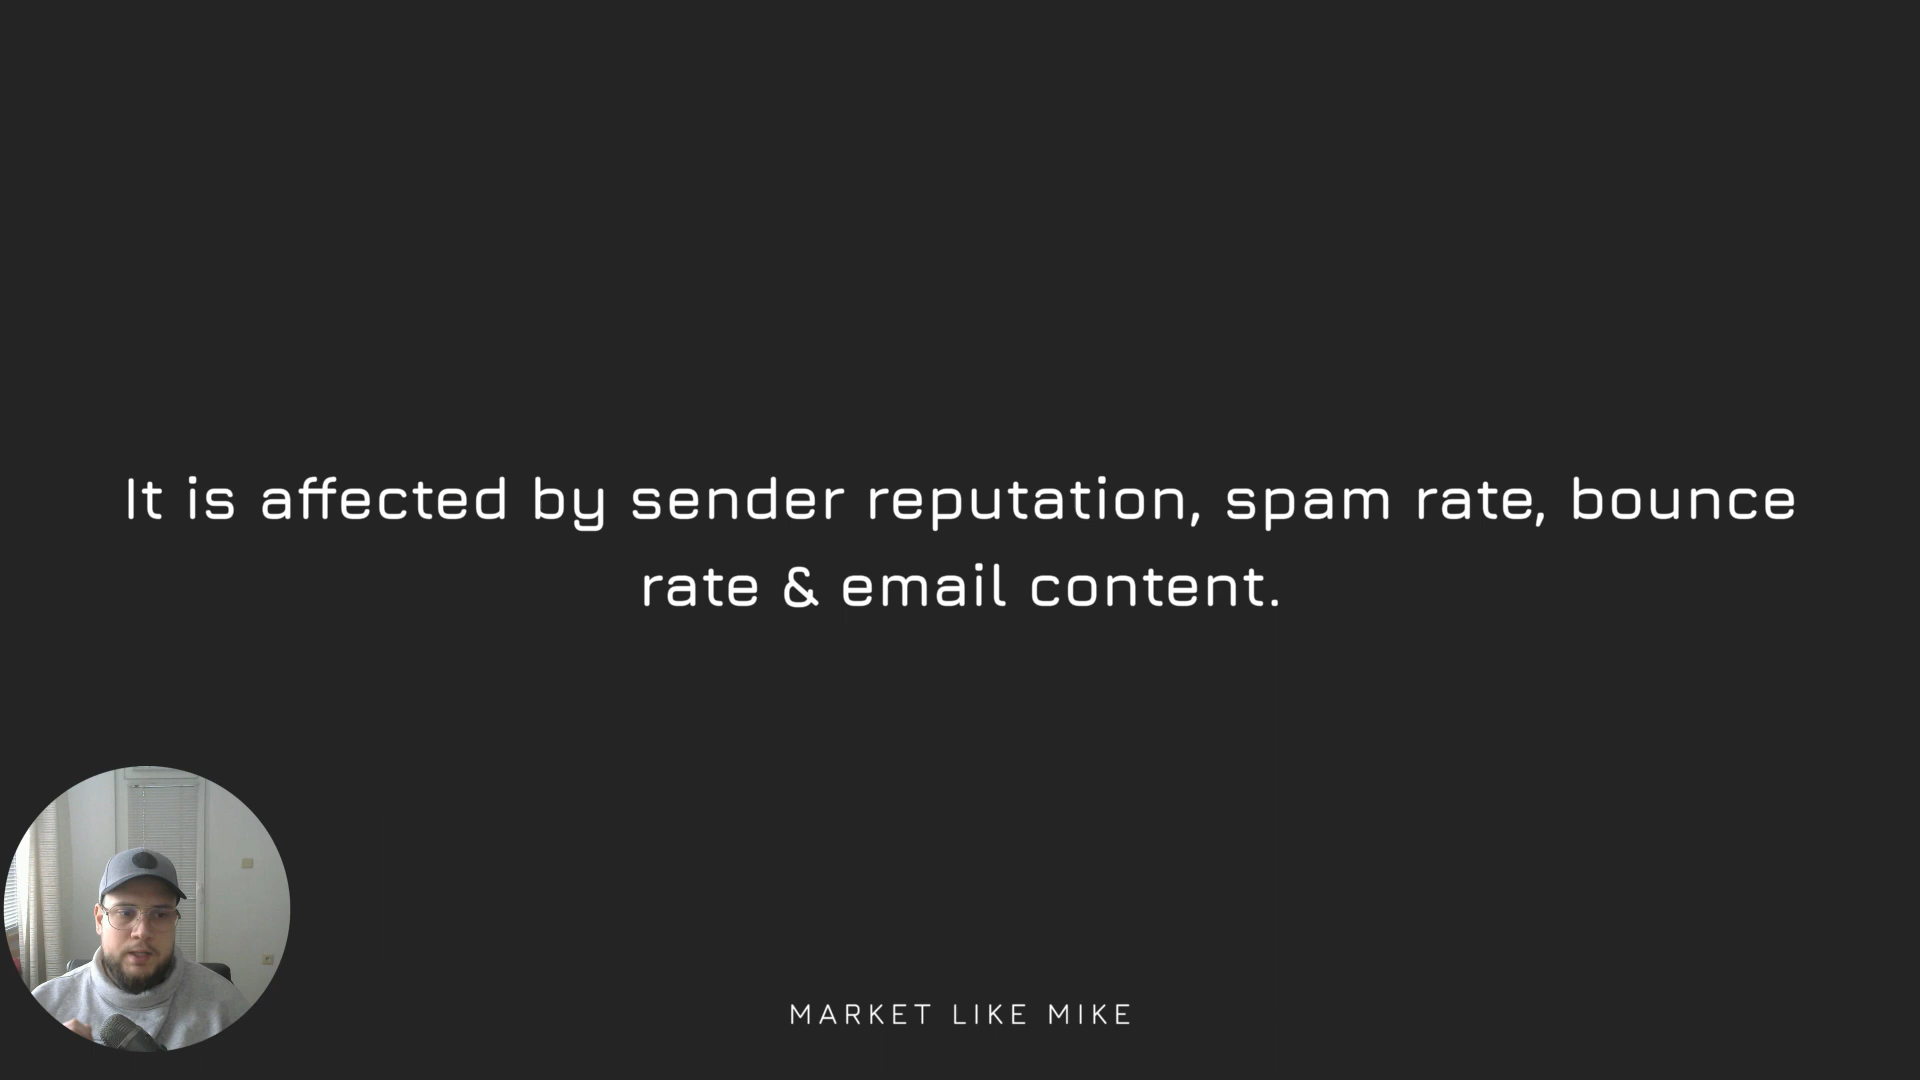 It is affected by sender reputation, spam rate, bounce
rate & email content.
MARKET LIKE MIKE